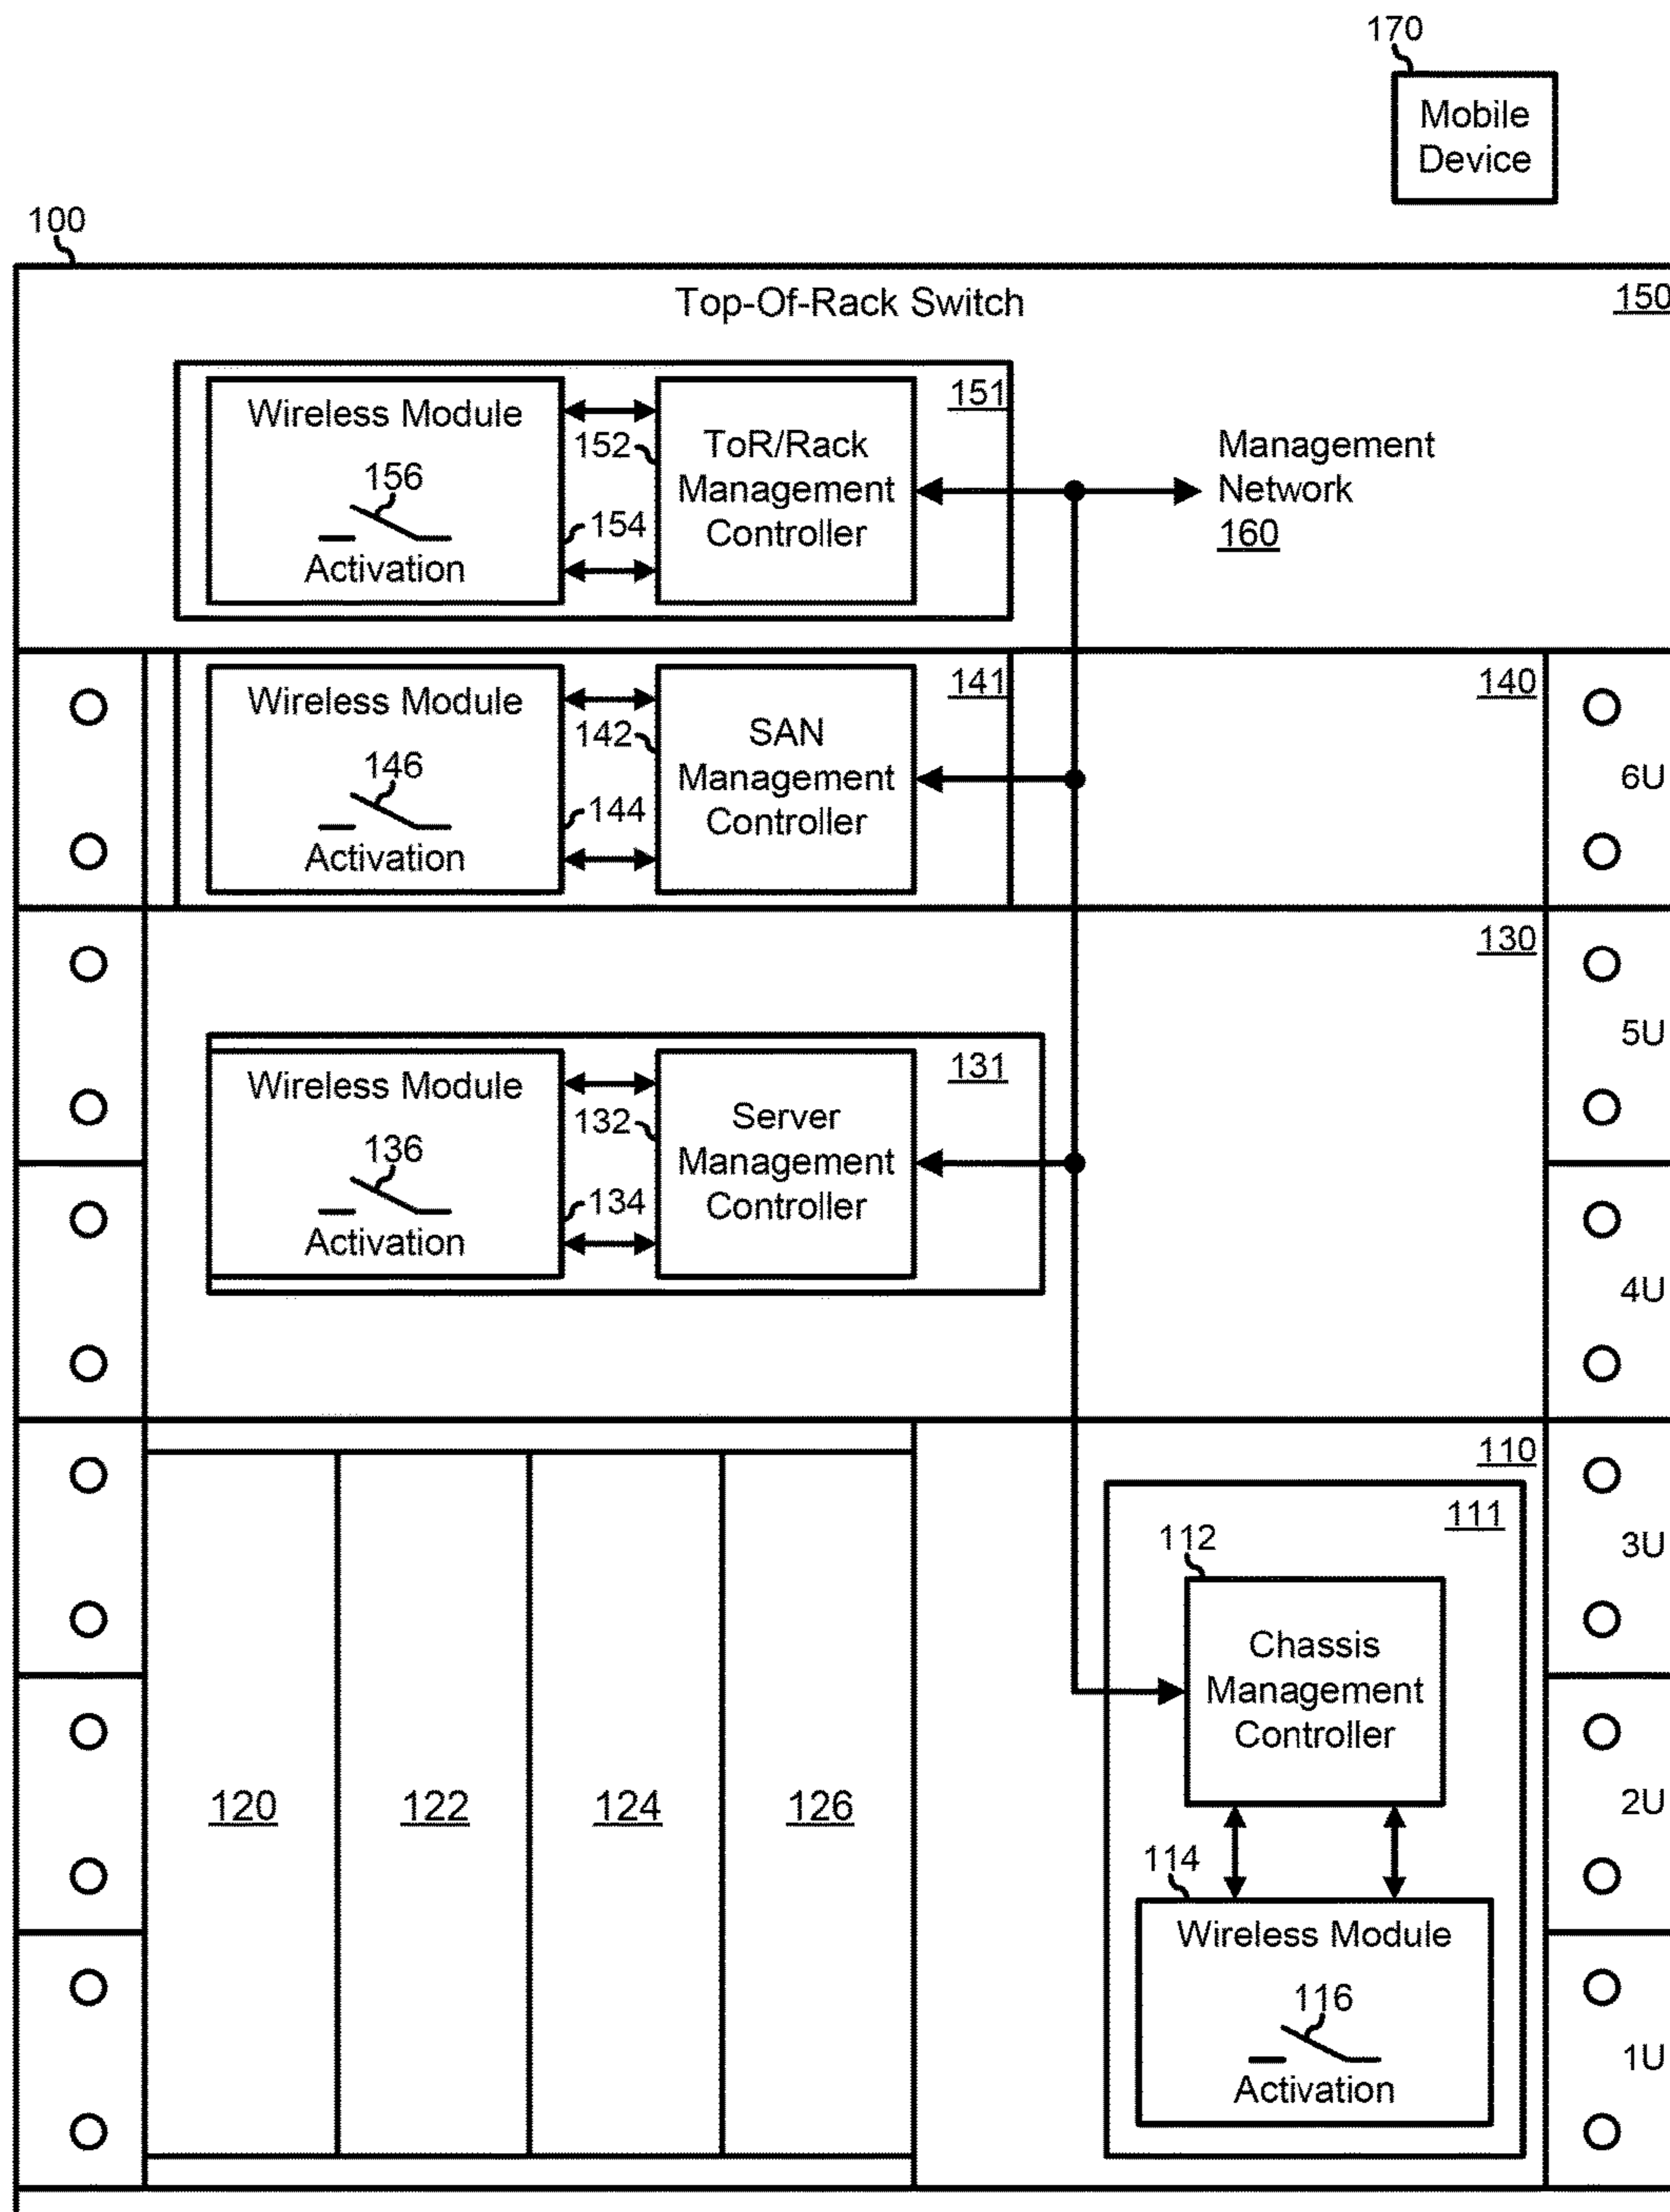 170
Mobile
Device
100
Top-Of-Rack Switch
150
Wireless Module
156
Activation
152
154
ToR/Rack
Management
Controller
151
Management
Network
160
Wireless Module
146
Activation
142
144
SAN
Management
Controller
141
140
6U
Wireless Module
136
Activation
132
134
Server
Management
Controller
131
130
5U
4U
120
122
124
126
110
111
112
Chassis
Management
Controller
114
Wireless Module
116
Activation
3U
2U
1U